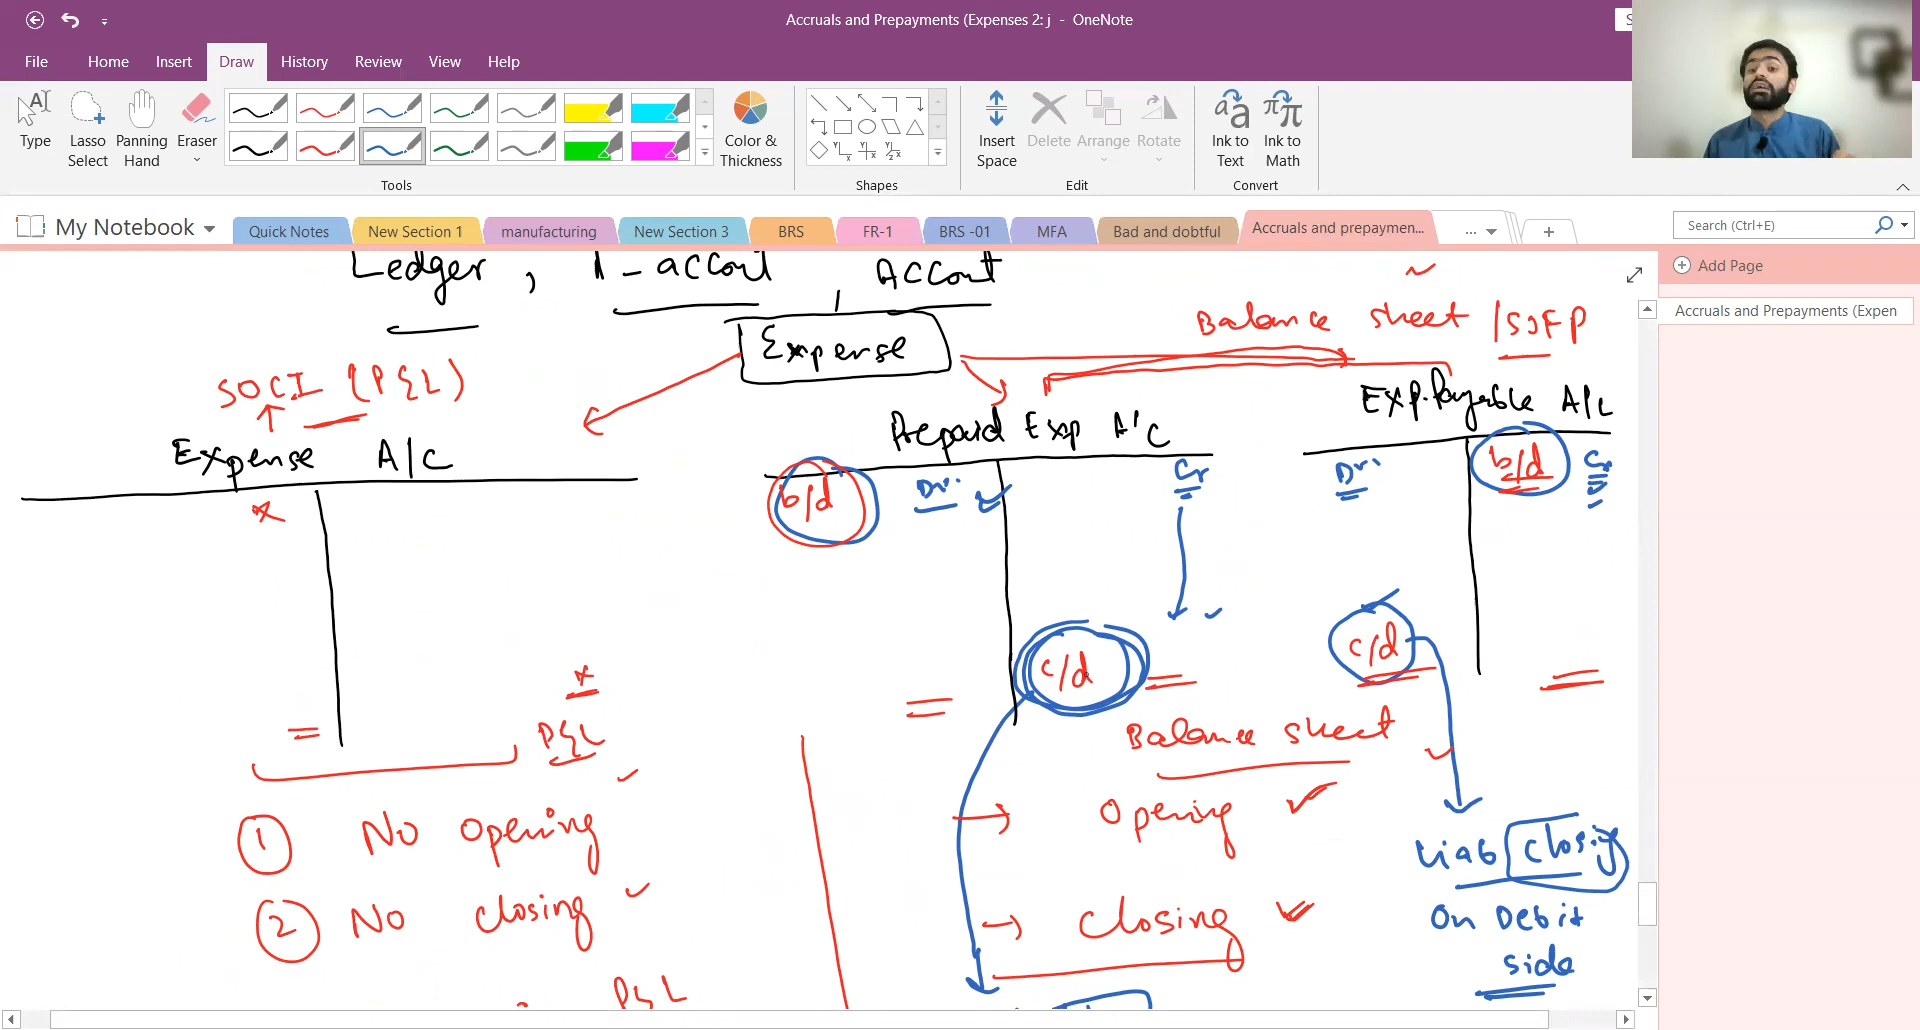 Accruals and Prepayments (Expenses 2: j - OneNote
File Home Insert Draw History Review View Help
Type
Lasso Select
Panning Hand
Eraser
Color & Thickness
Insert Space
Delete
Arrange
Rotate
Ink to Text
Ink to Math
Tools
Shapes
Edit
Convert
My Notebook
Quick Notes
New Section 1
manufacturing
New Section 3
BRS
FR-1
BRS -01
MFA
Bad and doubtful
Accruals and prepaymen...
...
Search (Ctrl+E)
Add Page
Accruals and Prepayments (Expen
Ledger , T-accout Accont
Balance sheet / SOFP
Expense
SOCI (P&L)
Exp.Payable A/C
Prepaid Exp A/C
Expense A/C
b/d Dr. Cr
Dr. b/d Cr
c/d
c/d
P&L
Balance sheet
① No Opening
Opening
Liab closing
② No closing
closing
On Debit
side
P&L